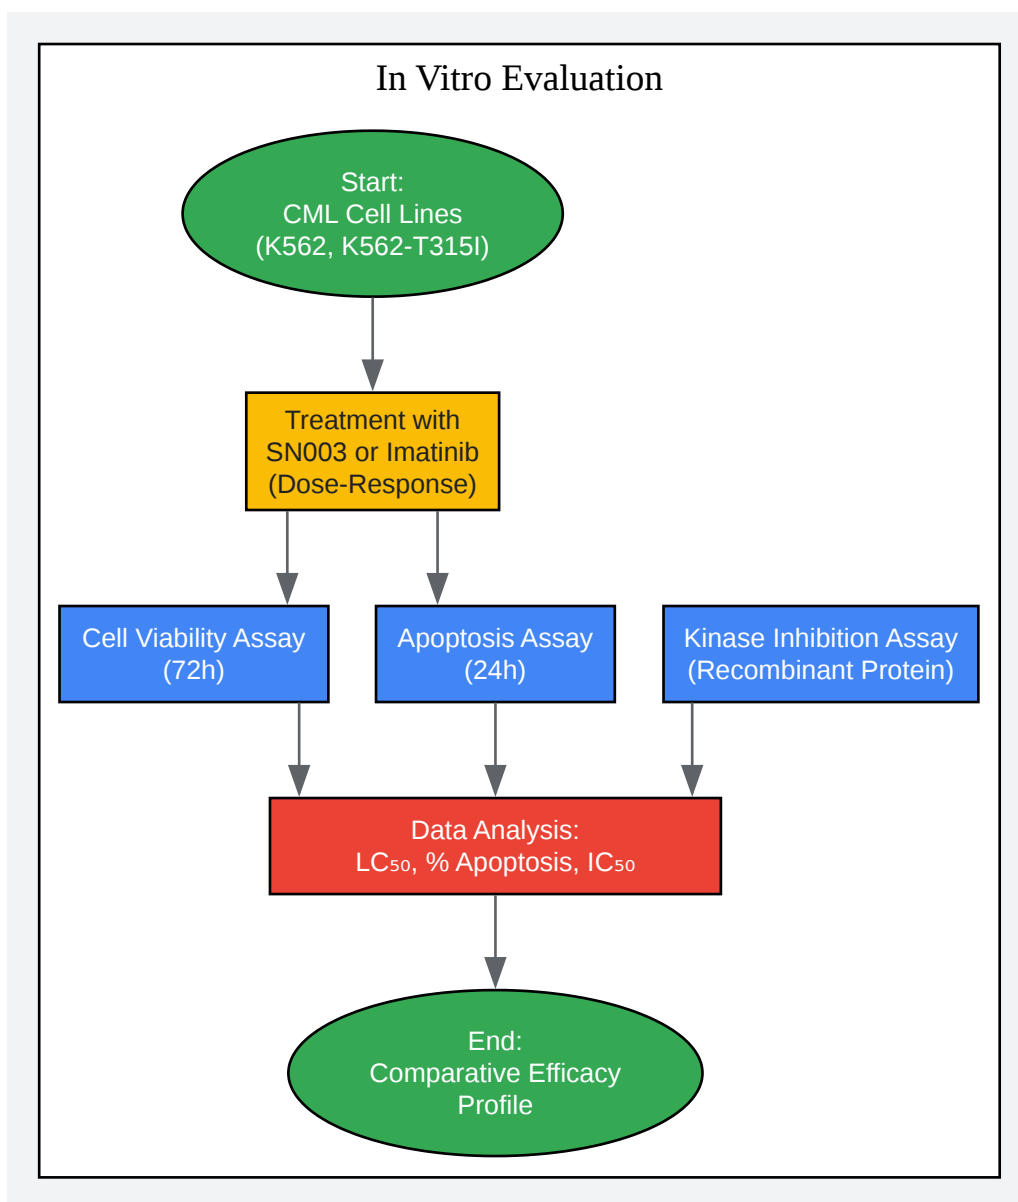 In Vitro Evaluation
Start:
CML Cell Lines
(K562, K562-T315I)
Treatment with
SN003 or Imatinib
(Dose-Response)
Cell Viability Assay
(72h)
Apoptosis Assay
(24h)
Kinase Inhibition Assay
(Recombinant Protein)
Data Analysis:
LC₅₀, % Apoptosis, IC₅₀
End:
Comparative Efficacy
Profile